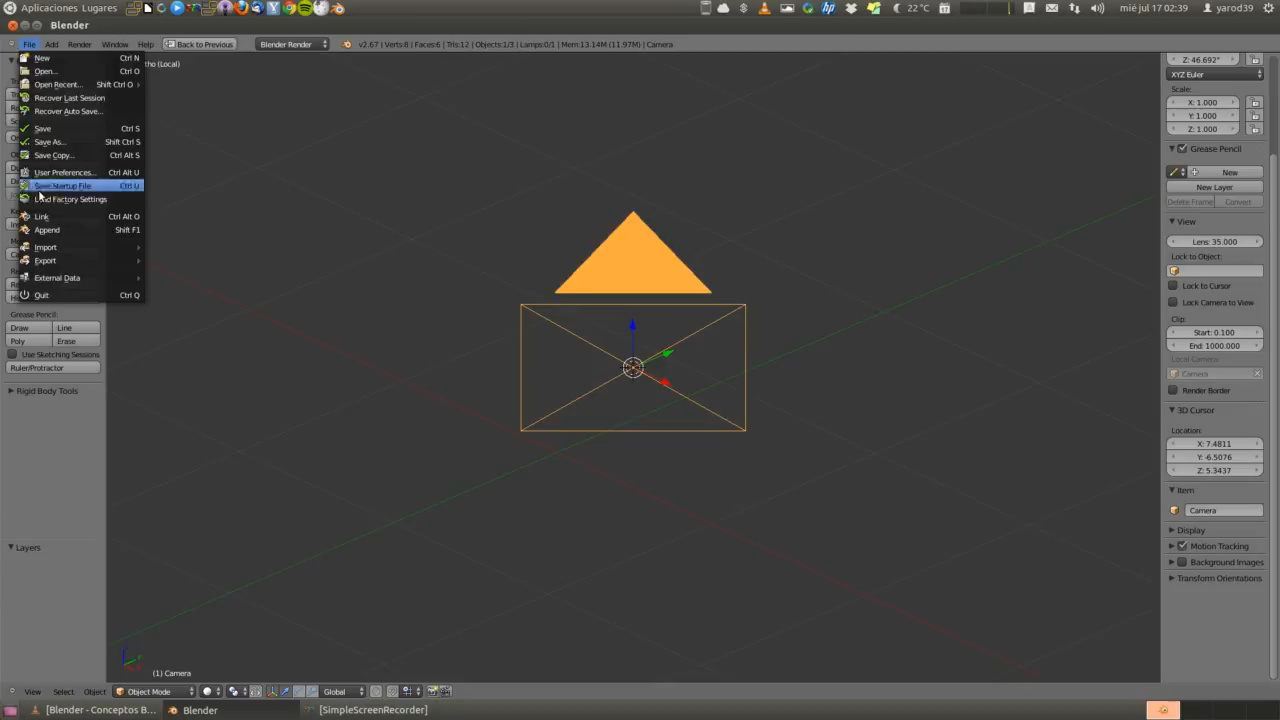 Aplicaciones Lugares
22°C
mié jul 17 02:39
yarod39
Blender
File Add Render Window Help
Back to Previous
Blender Render
v2.67 | Verts:8 | Faces:6 | Tris:12 | Objects:1/3 | Lamps:0/1 | Mem:13.14M (11.97M) | Camera
New Ctrl N
Open... Ctrl O
Open Recent... Shift Ctrl O
Recover Last Session
Recover Auto Save...
Save Ctrl S
Save As... Shift Ctrl S
Save Copy... Ctrl Alt S
User Preferences... Ctrl Alt U
Save Startup File Ctrl U
Load Factory Settings
Link Ctrl Alt O
Append Shift F1
Import
Export
External Data
Quit Ctrl Q
Grease Pencil:
Draw Line
Poly Erase
Use Sketching Sessions
Ruler/Protractor
Rigid Body Tools
Layers
(Local)
(1) Camera
Z: 46.692°
XYZ Euler
Scale:
X: 1.000
Y: 1.000
Z: 1.000
Grease Pencil
New
New Layer
Delete Frame Convert
View
Lens: 35.000
Lock to Object:
Lock to Cursor
Lock Camera to View
Clip:
Start: 0.100
End: 1000.000
Local Camera:
Camera
Render Border
3D Cursor
Location:
X: 7.4811
Y: -6.5076
Z: 5.3437
Item
Camera
Display
Motion Tracking
Background Images
Transform Orientations
View Select Object
Object Mode
Global
[Blender - Conceptos B...
Blender
[SimpleScreenRecorder]